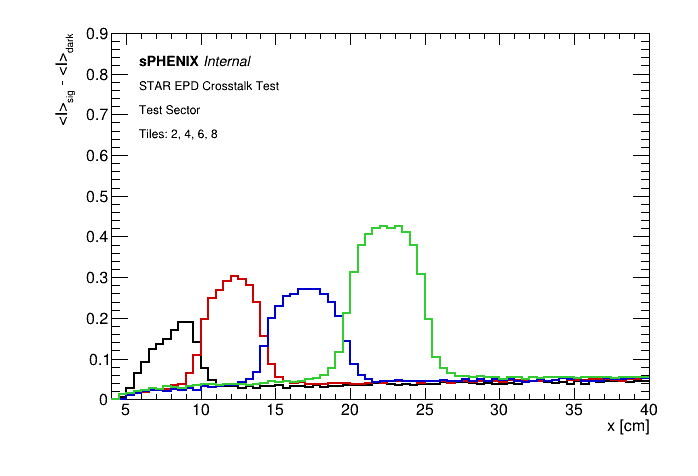 0.9
<I>sig - <I>dark
sPHENIX Internal
0.8
STAR EPD Crosstalk Test
0.7
Test Sector
Tiles: 2, 4, 6, 8
0.6
0.5
0.4
0.3
0.2
0.1
0
5 10 15 20 25 30 35 40
x [cm]